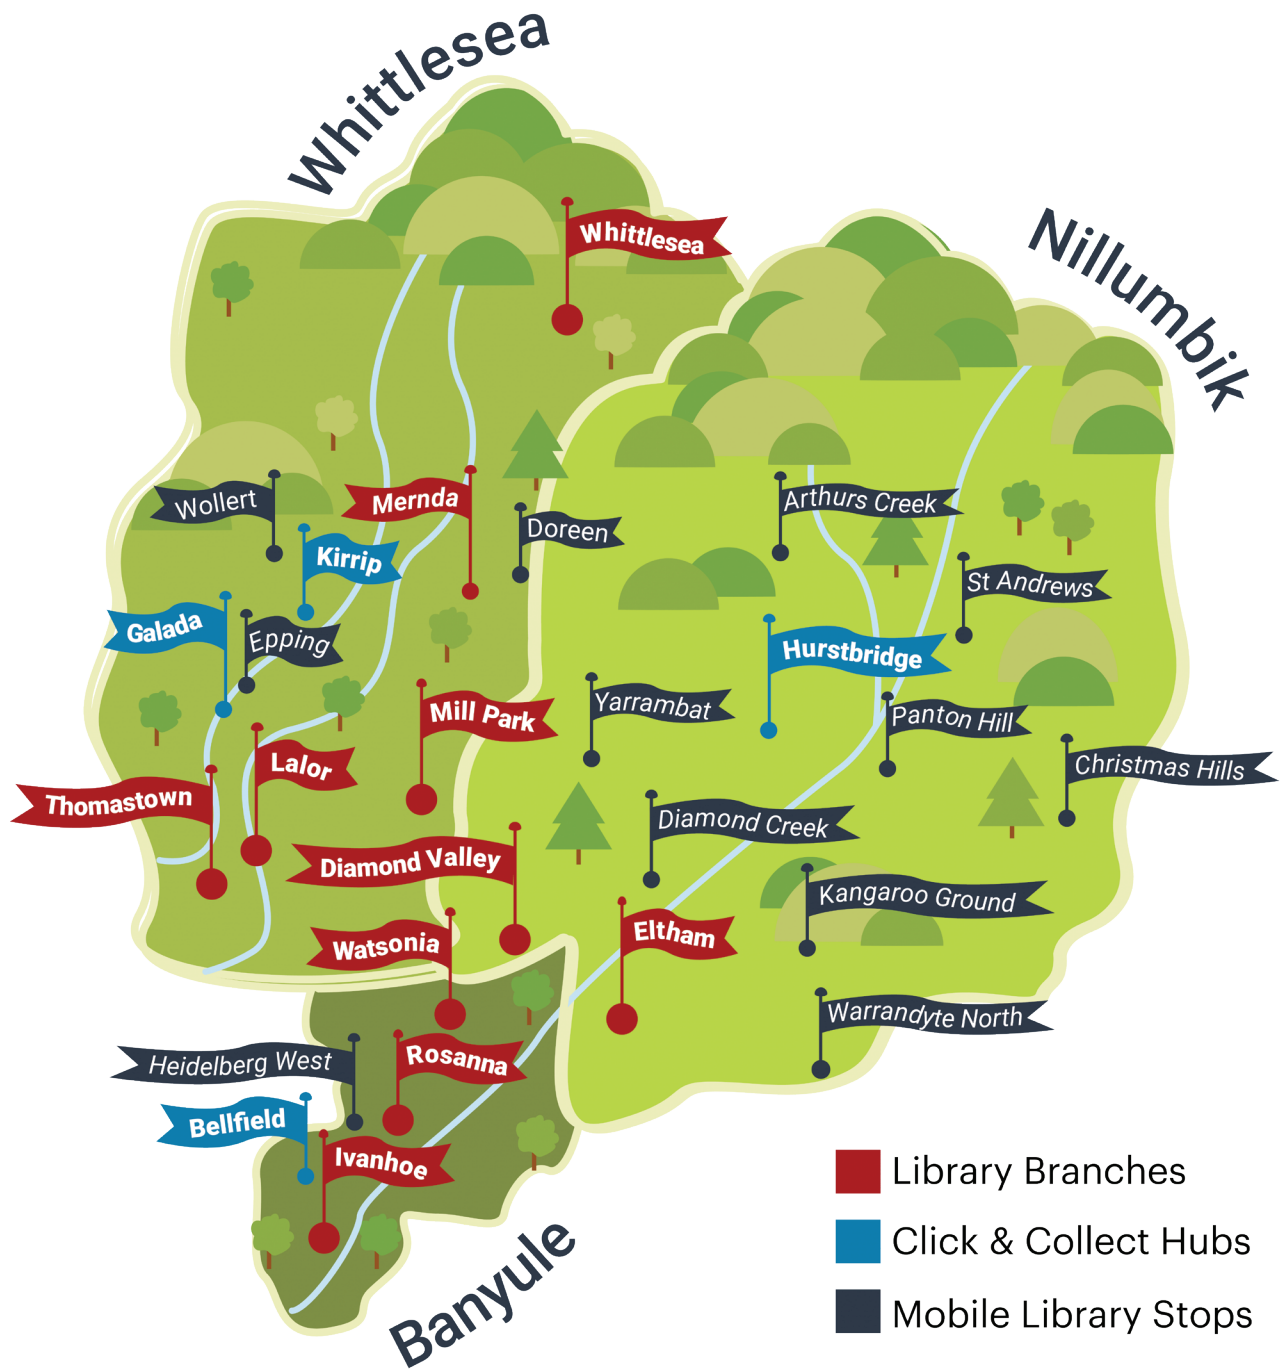 Whittlesea
Nillumbik
Whittlesea
Wollert
Mernda
Doreen
Arthurs Creek
Kirrip
St Andrews
Galada
Epping
Hurstbridge
Mill Park
Yarrambat
Panton Hill
Lalor
Christmas Hills
Thomastown
Diamond Creek
Diamond Valley
Kangaroo Ground
Watsonia
Eltham
Warrandyte North
Heidelberg West
Rosanna
Bellfield
Ivanhoe
Banyule
Library Branches
Click & Collect Hubs
Mobile Library Stops